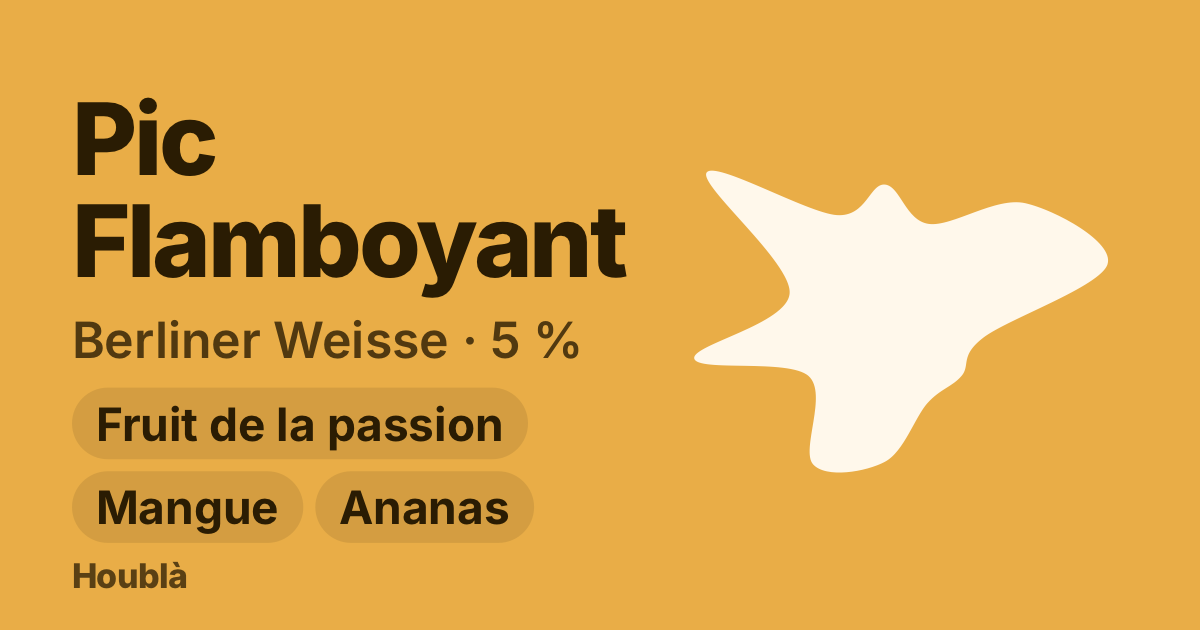 Pic
Flamboyant
Berliner Weisse · 5 %
Fruit de la passion
Mangue Ananas
Houblà